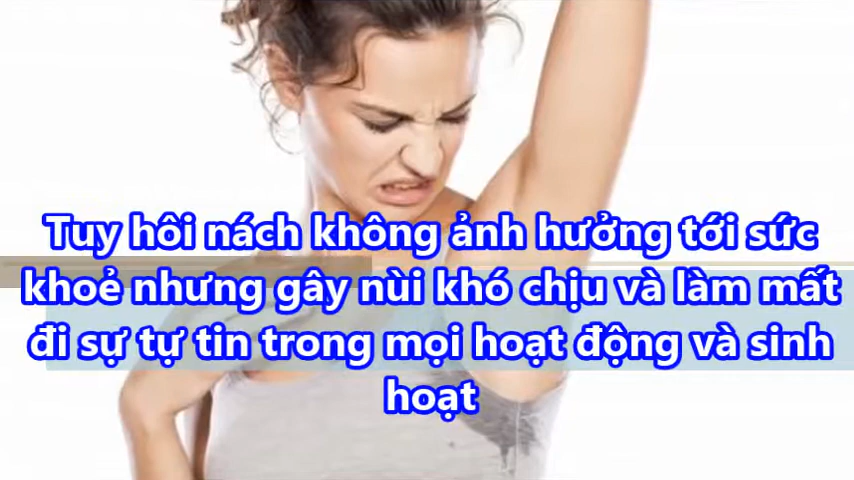 Tuy hôi nách không ảnh hưởng tới sức
khoẻ nhưng gây nùi khó chịu và làm mất
đi sự tự tin trong mọi hoạt động và sinh
hoạt